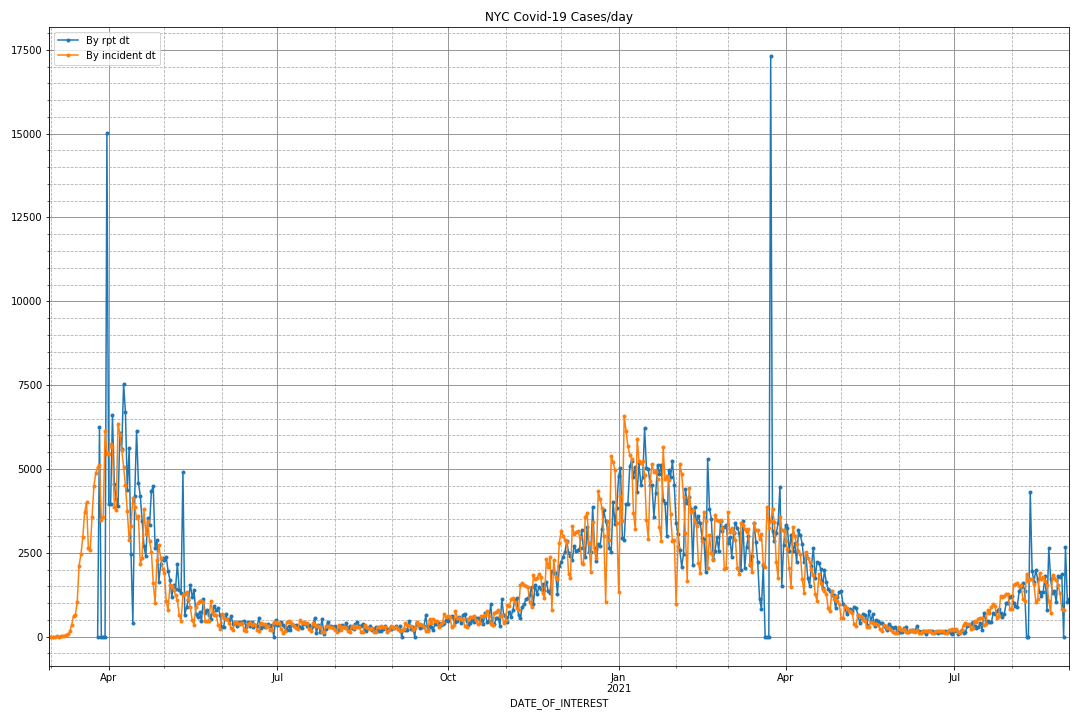 NYC Covid-19 Cases/day
By rpt dt
By incident dt
17500
15000
12500
10000
7500
5000
2500
0
Apr Jul Oct Jan Apr Jul
2021
DATE_OF_INTEREST